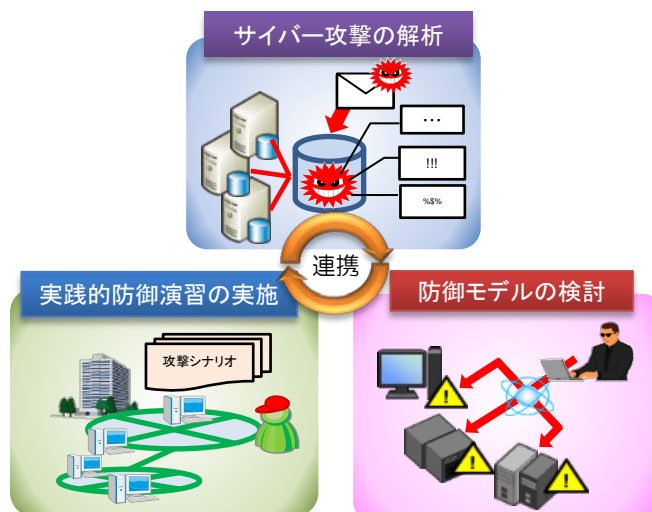 サイバー攻撃の解析
…
!!!
%$%
連携
実践的防御演習の実施
防御モデルの検討
攻撃シナリオ
!
!
!